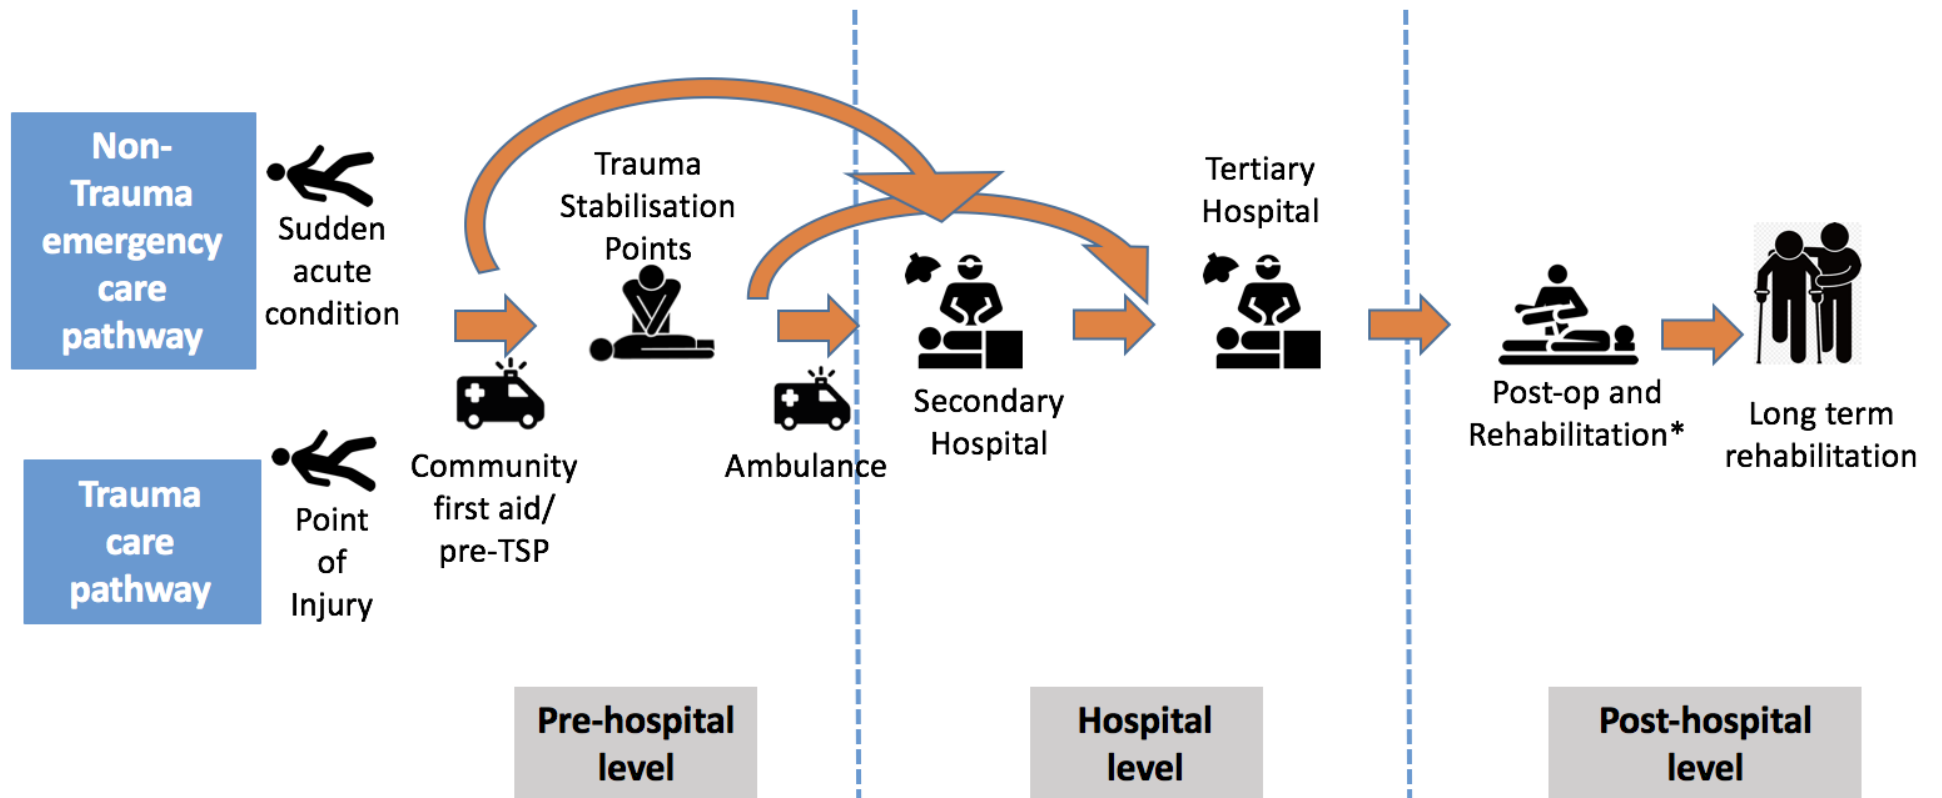 Non-
Trauma
emergency
care
pathway
Sudden
acute
condition
Trauma
care
pathway
Point
of
Injury
Community
first aid/
pre-TSP
Trauma
Stabilisation
Points
Ambulance
Secondary
Hospital
Tertiary
Hospital
Post-op and
Rehabilitation*
Long term
rehabilitation
Pre-hospital
level
Hospital
level
Post-hospital
level